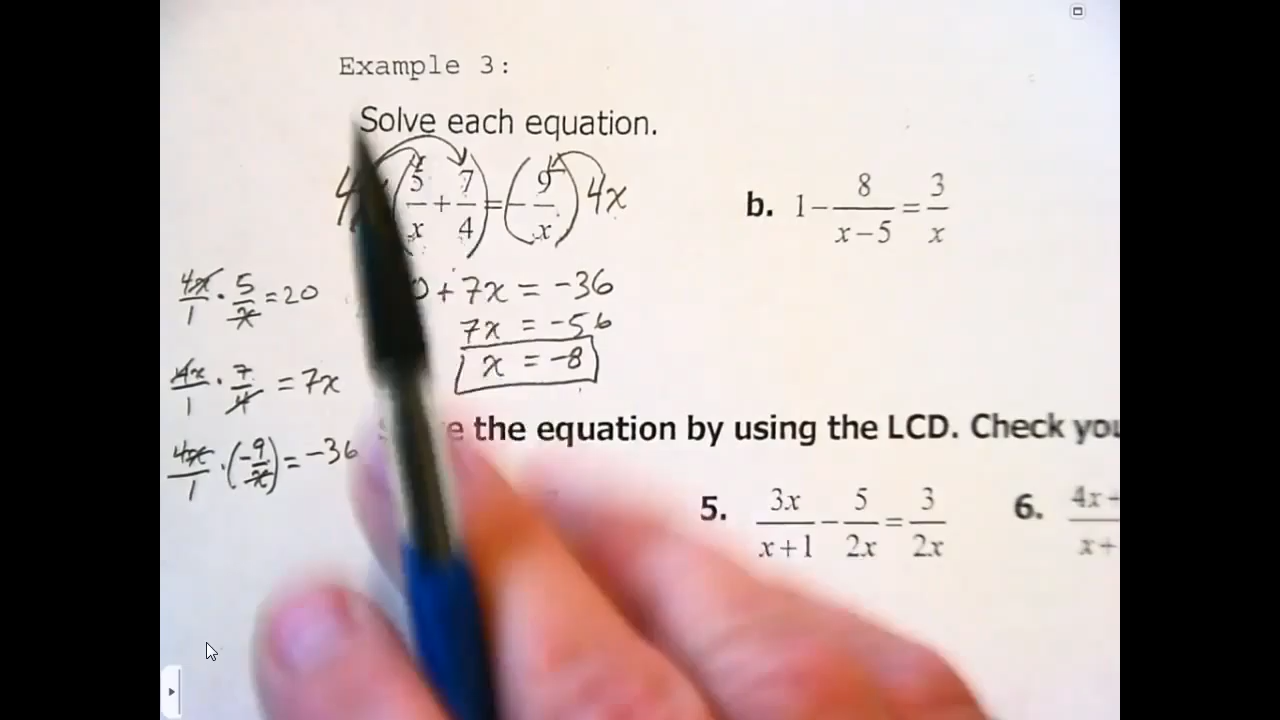 Example 3:
Solve each equation.
4 (5/x + 7/4) = (-9/x) 4x
b. 1 - 8/(x-5) = 3/x
4x/1 · 5/x = 20
0 + 7x = -36
7x = -56
x = -8
4x/1 · 7/4 = 7x
4x/1 · (-9/x) = -36
e the equation by using the LCD. Check you
5. 3x/(x+1) - 5/2x = 3/2x
6. 4x+
x+